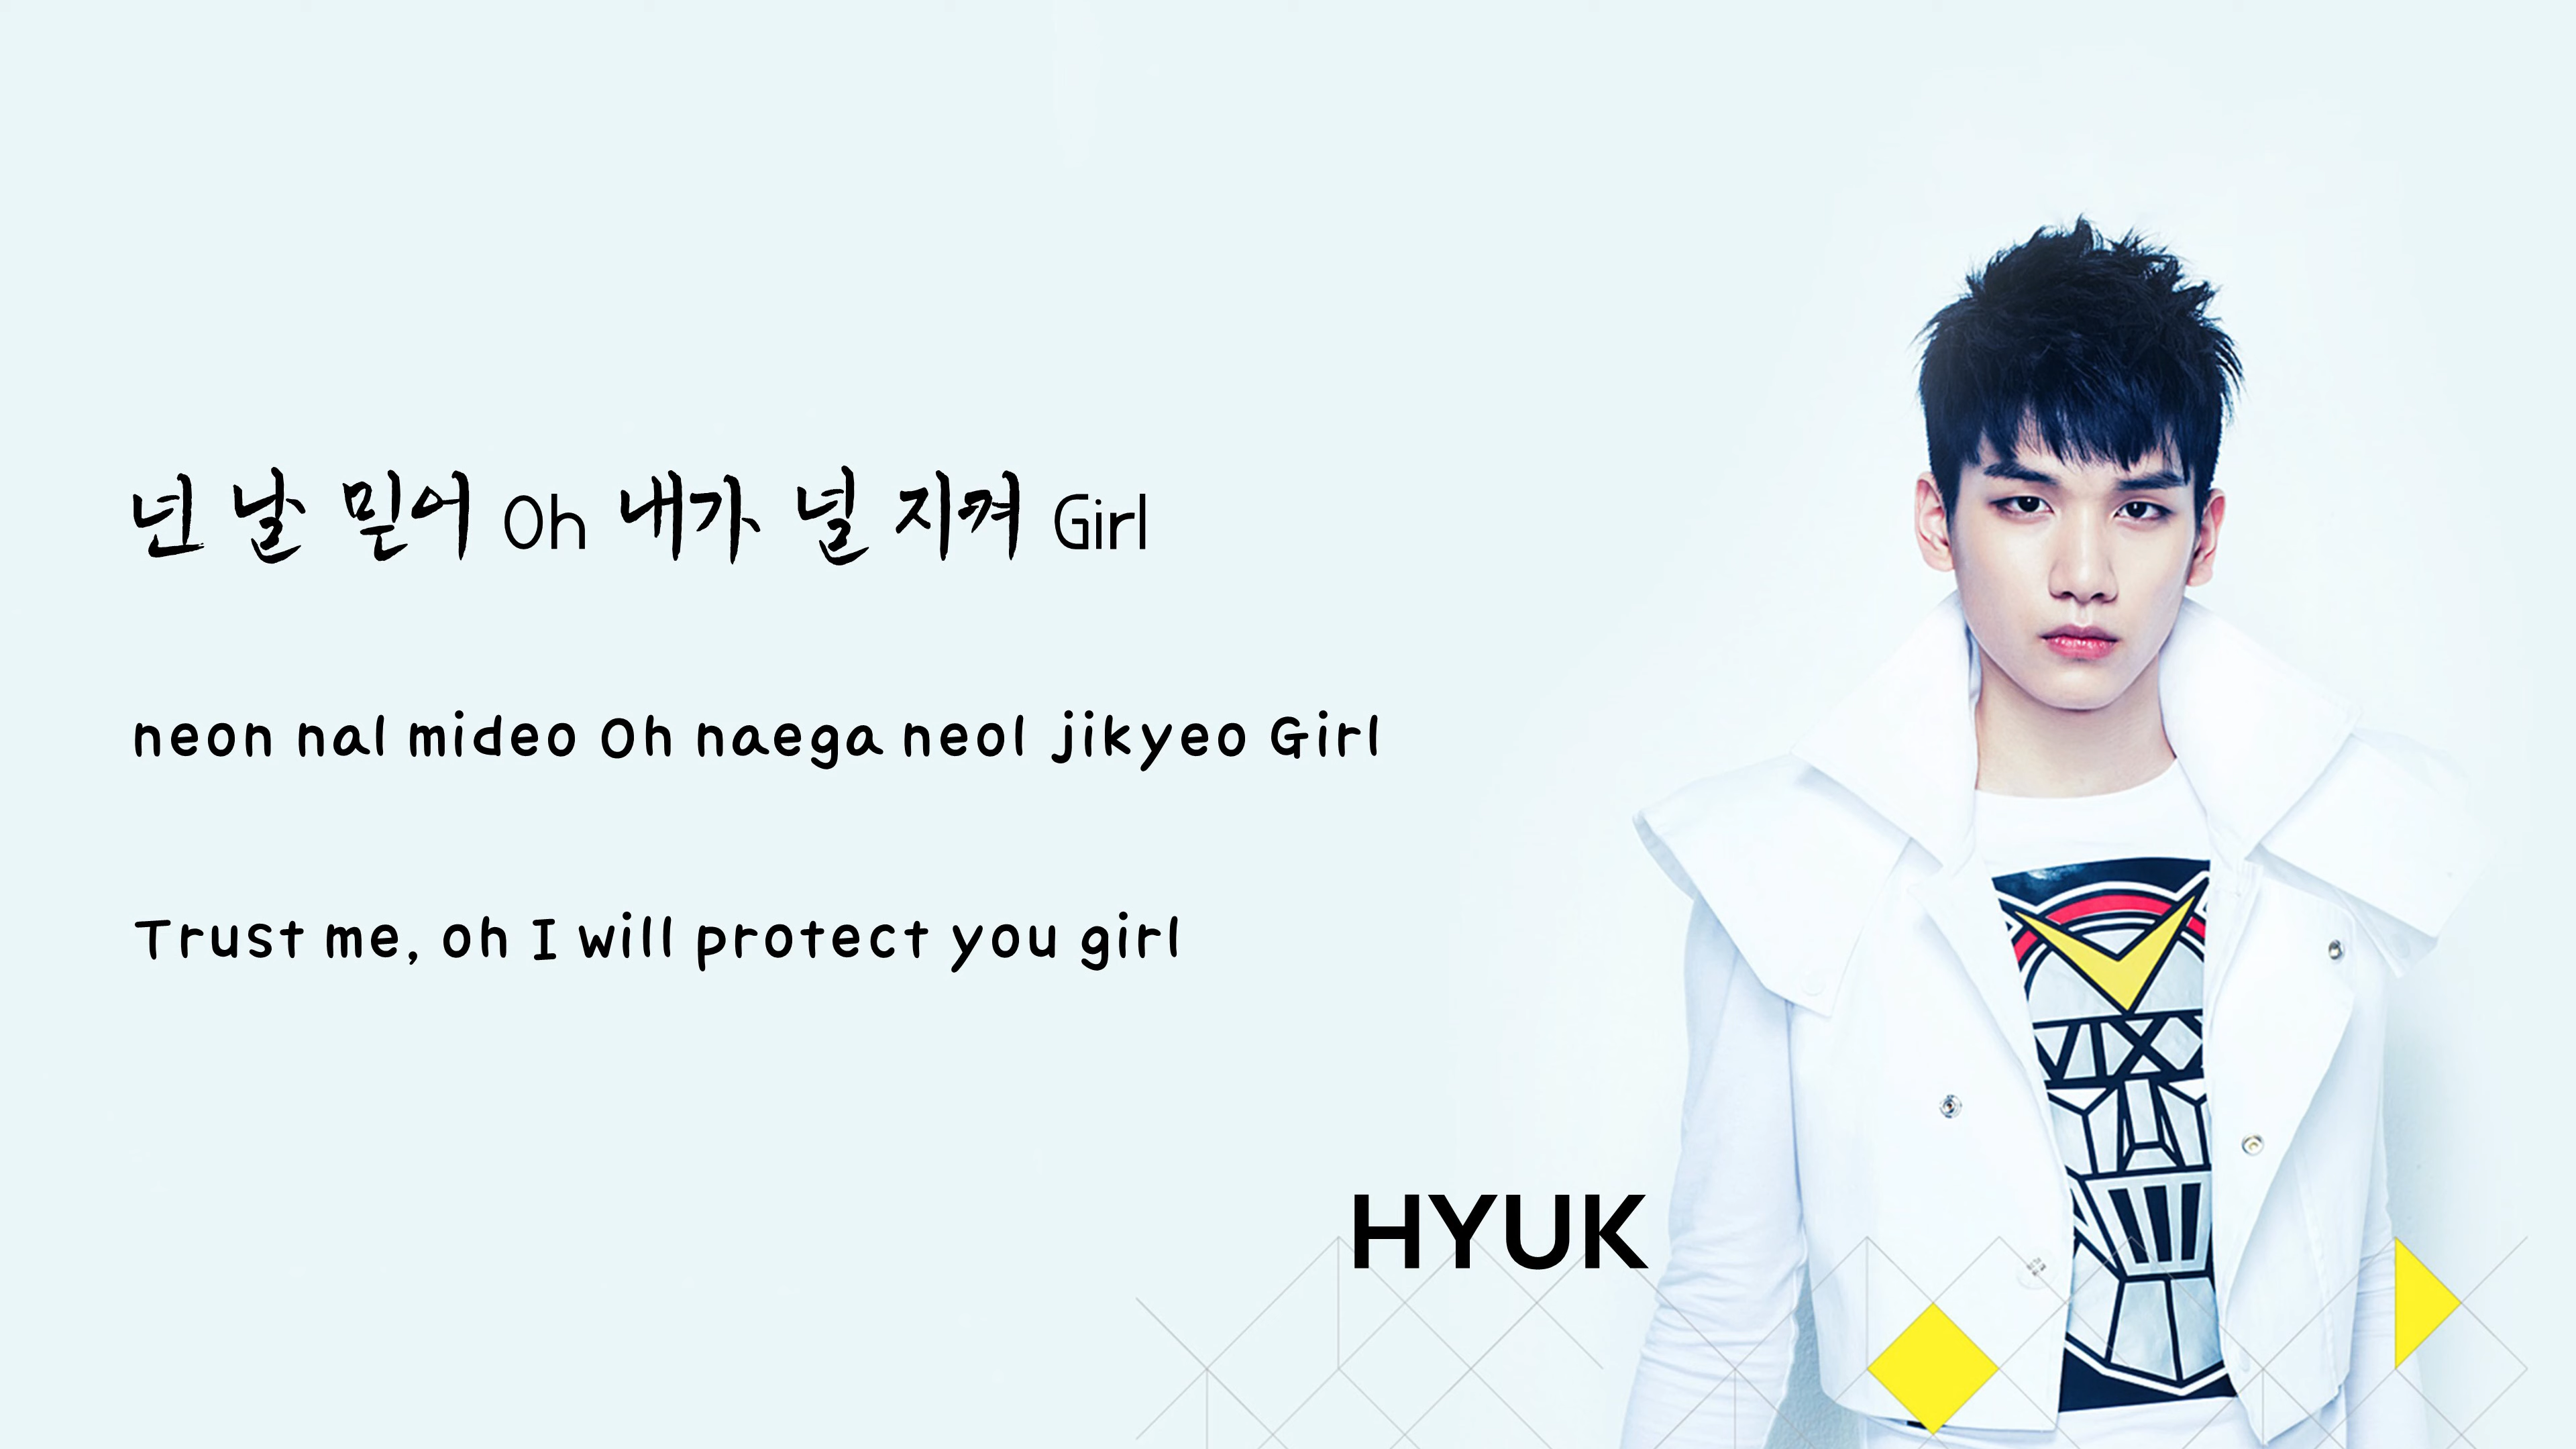 넌 날 믿어 Oh 내가 널 지켜 Girl
neon nal mideo Oh naega neol jikyeo Girl
Trust me, oh I will protect you girl
VIXX
HYUK